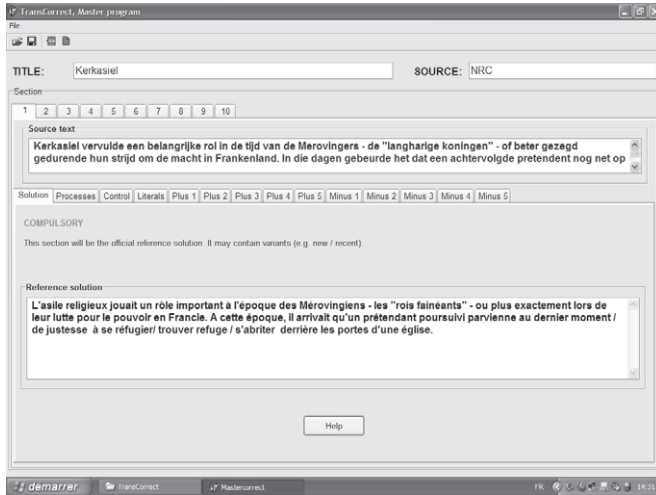 TransCorrect, Master program
File
TITLE: Kerkasiel SOURCE: NRC
Section
1 2 3 4 5 6 7 8 9 10
Source text
Kerkasiel vervulde een belangrijke rol in de tijd van de Merovingers - de "langharige koningen" - of beter gezegd
gedurende hun strijd om de macht in Frankenland. In die dagen gebeurde het dat een achtervolgde pretendent nog net op
Solution Processes Control Literals Plus 1 Plus 2 Plus 3 Plus 4 Plus 5 Minus 1 Minus 2 Minus 3 Minus 4 Minus 5
COMPULSORY
This section will be the official reference solution. It may contain variants (e.g. new / recent).
Reference solution
L'asile religieux jouait un rôle important à l'époque des Mérovingiens - les "rois fainéants" - ou plus exactement lors de
leur lutte pour le pouvoir en Francie. A cette époque, il arrivait qu'un prétendant poursuivi parvienne au dernier moment /
de justesse à se réfugier/ trouver refuge / s'abriter derrière les portes d'une église.
Help
démarrer TransCorrect Mastercorrect FR 14:31